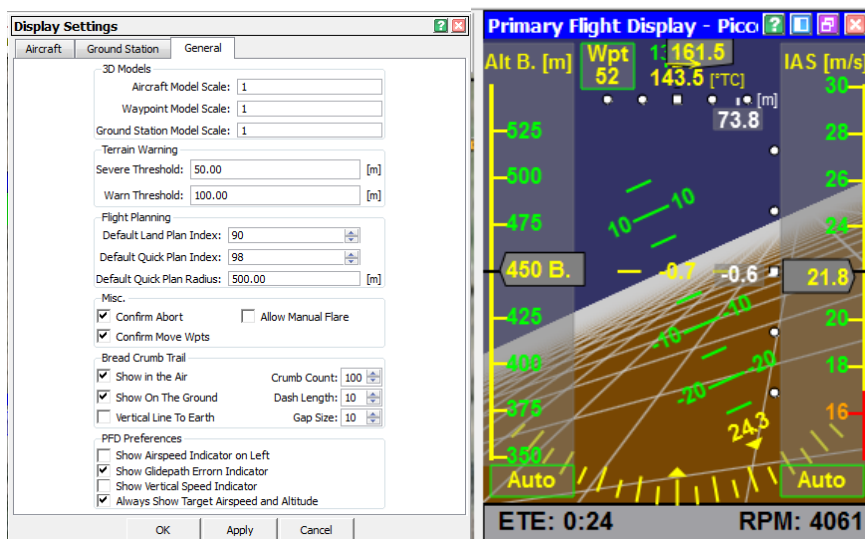 Display Settings
Aircraft
Ground Station
General
3D Models
Aircraft Model Scale: 1
Waypoint Model Scale: 1
Ground Station Model Scale: 1
Terrain Warning
Severe Threshold: 50.00 [m]
Warn Threshold: 100.00 [m]
Flight Planning
Default Land Plan Index: 90
Default Quick Plan Index: 98
Default Quick Plan Radius: 500.00 [m]
Misc.
Confirm Abort
Allow Manual Flare
Confirm Move Wpts
Bread Crumb Trail
Show in the Air
Crumb Count: 100
Show On The Ground
Dash Length: 10
Vertical Line To Earth
Gap Size: 10
PFD Preferences
Show Airspeed Indicator on Left
Show Glidepath Errorn Indicator
Show Vertical Speed Indicator
Always Show Target Airspeed and Altitude
OK
Apply
Cancel
Primary Flight Display - Picc
Alt B. [m]
Wpt
52
161.5
143.5 [°TC]
IAS [m/s]
[m]
73.8
30
525
28
500
26
10
10
475
24
450 B.
-0.7
-0.6
21.8
425
-10
-10
20
400
-20
-20
18
375
16
24.3
350
Auto
Auto
ETE: 0:24
RPM: 4061